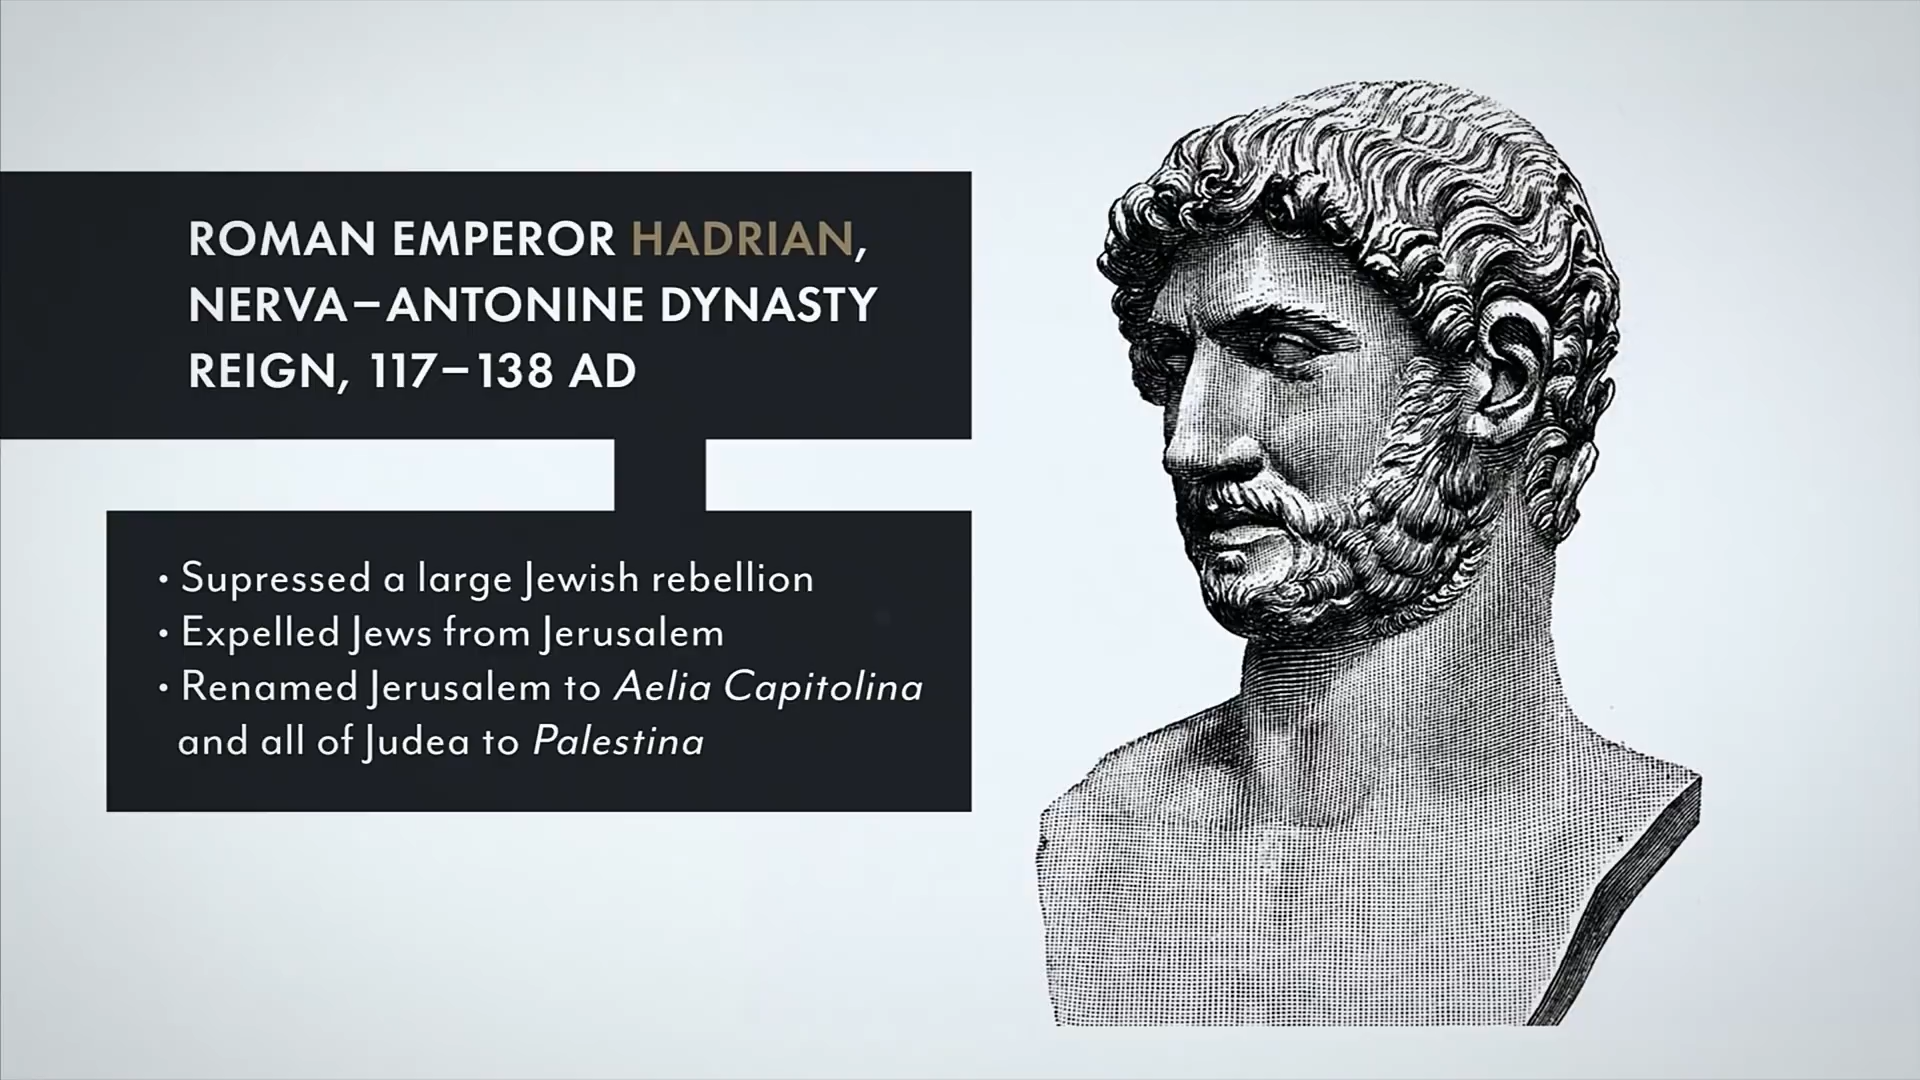 ROMAN EMPEROR HADRIAN,
NERVA–ANTONINE DYNASTY
REIGN, 117–138 AD
• Supressed a large Jewish rebellion
• Expelled Jews from Jerusalem
• Renamed Jerusalem to Aelia Capitolina
and all of Judea to Palestina